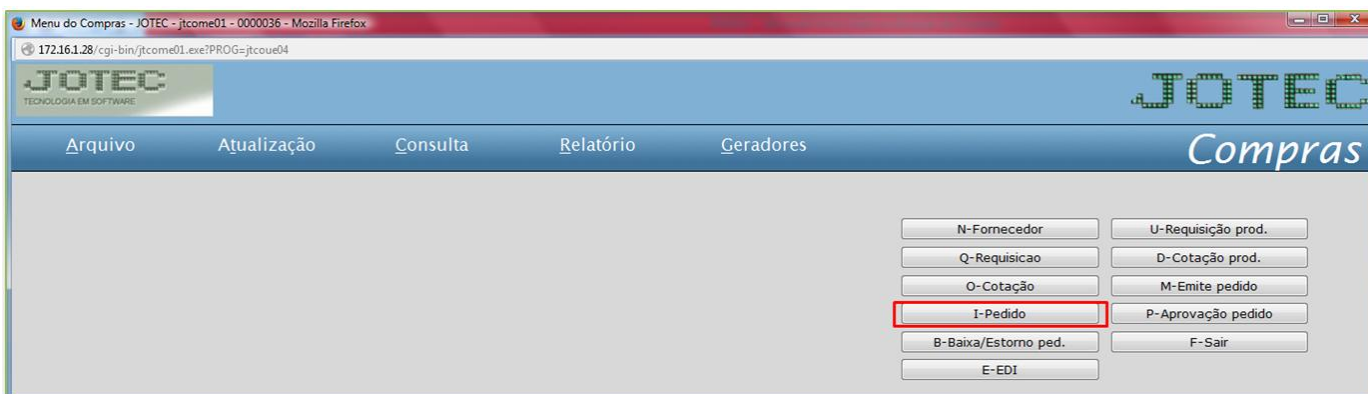 Menu do Compras - JOTEC - jtcome01 - 0000036 - Mozilla Firefox
172.16.1.28/cgi-bin/jtcome01.exe?PROG=jtcoue04
JOTEC
TECNOLOGIA EM SOFTWARE
JOTEC
Arquivo Atualização Consulta Relatório Geradores Compras
N-Fornecedor U-Requisição prod.
Q-Requisicao D-Cotação prod.
O-Cotação M-Emite pedido
I-Pedido P-Aprovação pedido
B-Baixa/Estorno ped. F-Sair
E-EDI